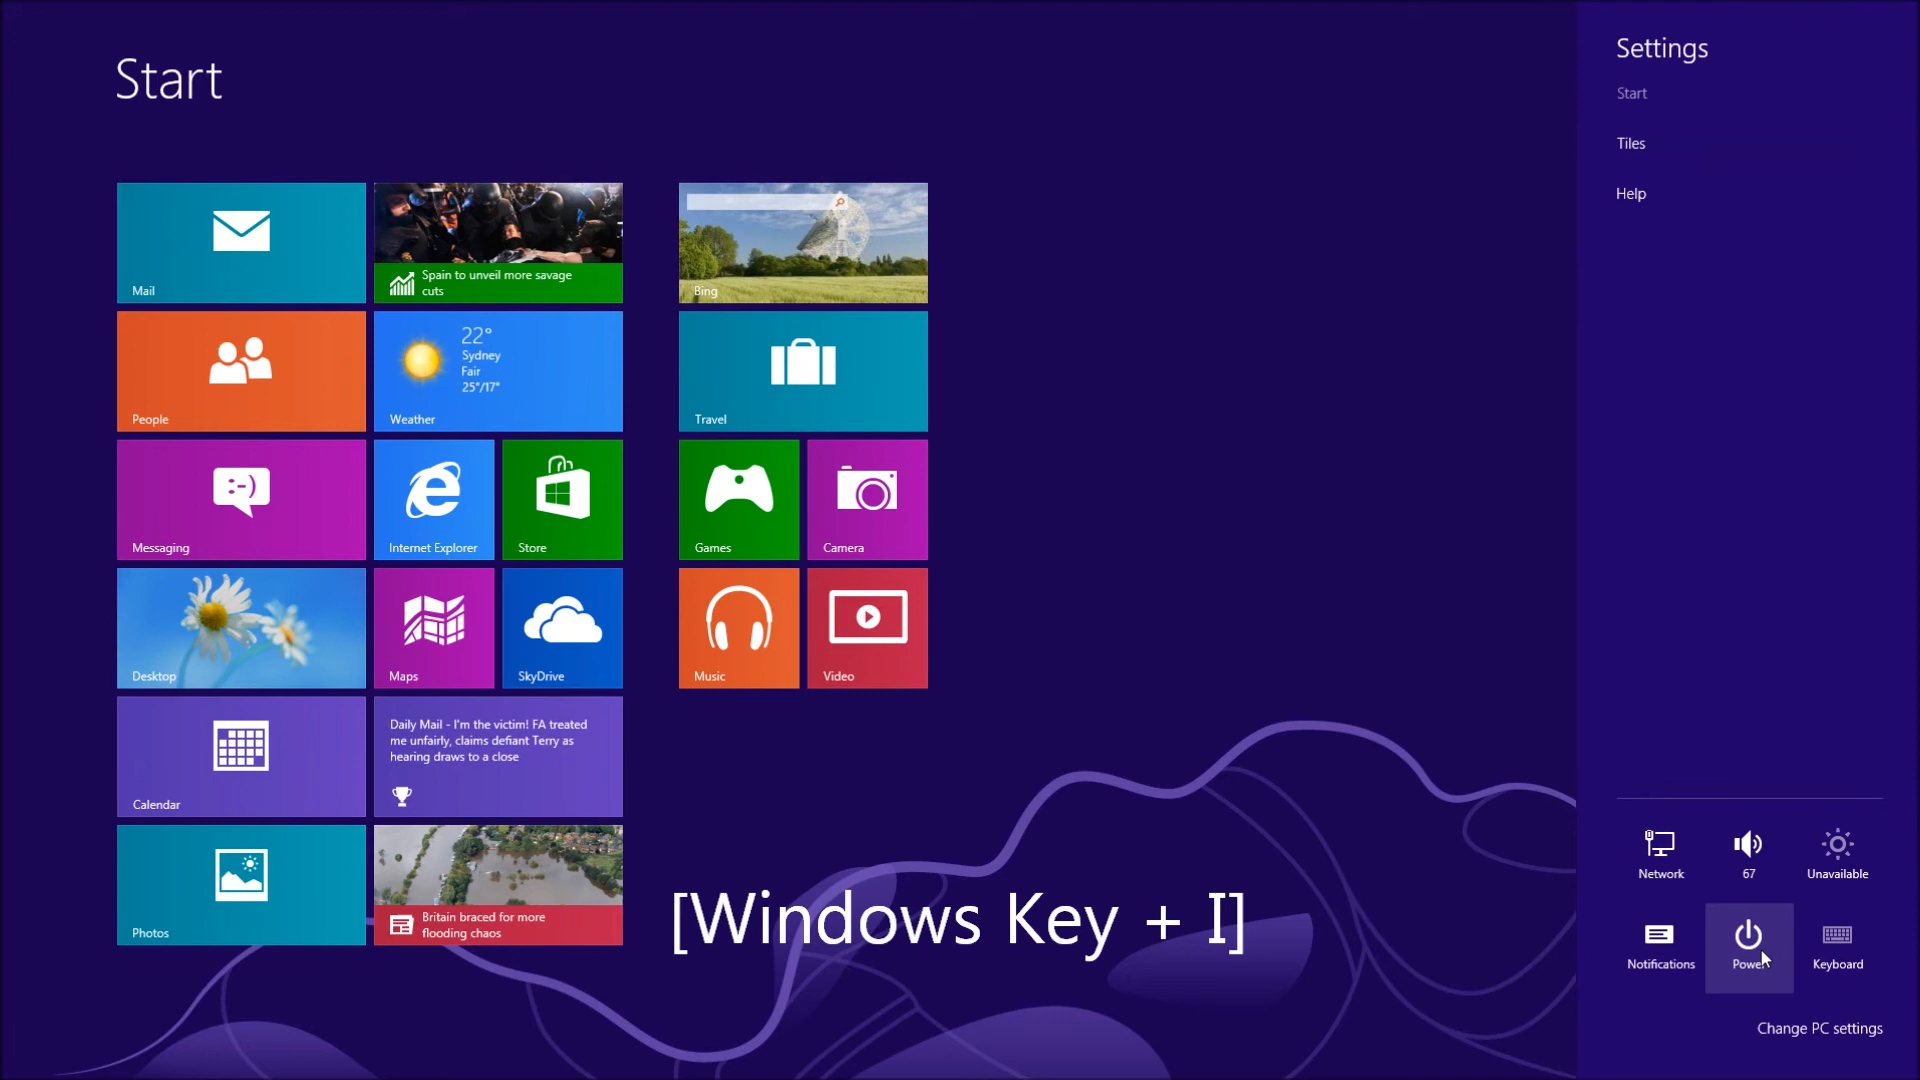 Start
Mail
Spain to unveil more savage
cuts
People
22°
Sydney
Fair
25°/17°
Weather
Messaging
Internet Explorer
Store
Desktop
Maps
SkyDrive
Calendar
Daily Mail - I'm the victim! FA treated
me unfairly, claims defiant Terry as
hearing draws to a close
Photos
Britain braced for more
flooding chaos
Bing
Travel
Games
Camera
Music
Video
[Windows Key + I]
Settings
Start
Tiles
Help
Network
67
Unavailable
Notifications
Power
Keyboard
Change PC settings